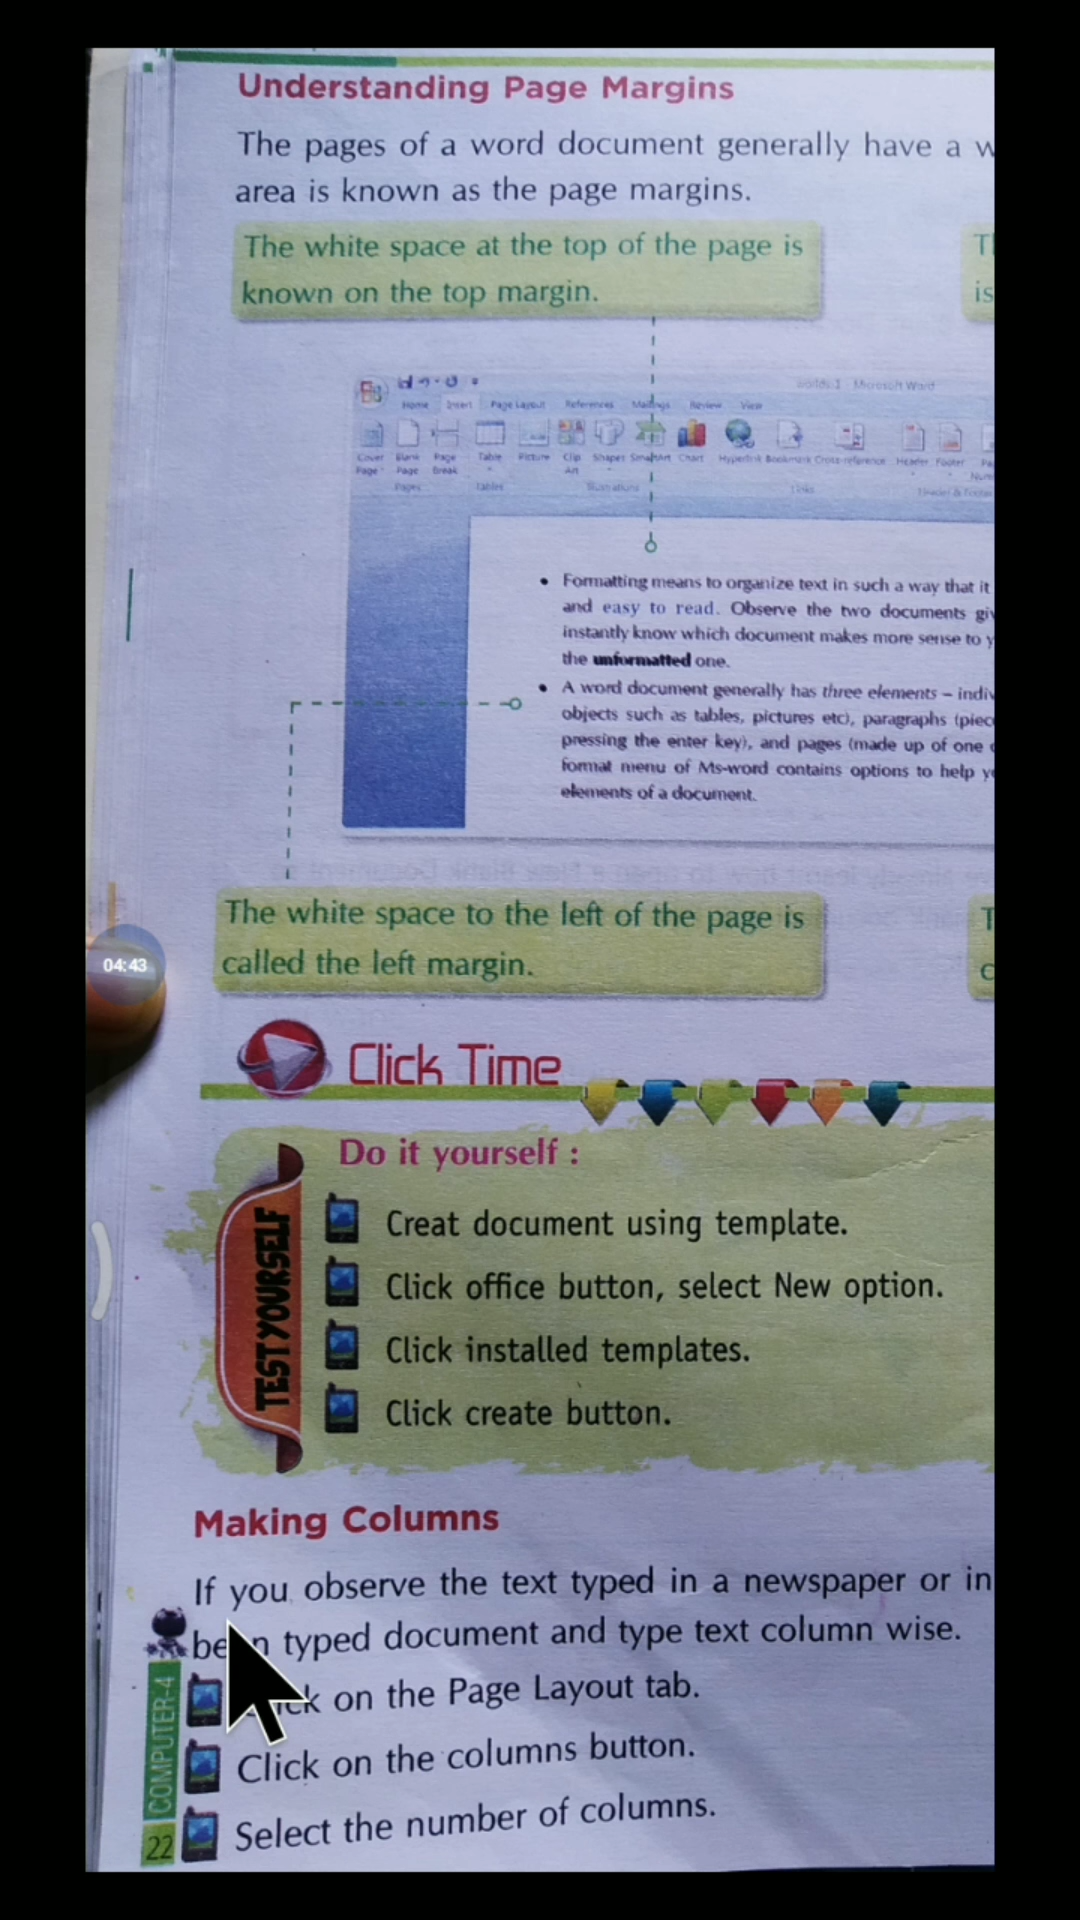 Understanding Page Margins
The pages of a word document generally have a w
area is known as the page margins.
The white space at the top of the page is
known on the top margin.
T
is
words 1 - Microsoft Word
Home Insert Page Layout References Mailings Review View
Cover Page Blank Page Page Break Table Picture Clip Art Shapes SmartArt Chart Hyperlink Bookmark Cross-reference Header Footer
Pages Tables Illustrations Links Header & Footer
• Formatting means to organize text in such a way that it
and easy to read. Observe the two documents giv
instantly know which document makes more sense to y
the unformatted one.
• A word document generally has three elements – indiv
objects such as tables, pictures etc), paragraphs (piec
pressing the enter key), and pages (made up of one
format menu of Ms-word contains options to help y
elements of a document.
The white space to the left of the page is
called the left margin.
T
c
04:43
Click Time
TEST YOURSELF
Do it yourself :
Creat document using template.
Click office button, select New option.
Click installed templates.
Click create button.
Making Columns
If you observe the text typed in a newspaper or in
typed document and type text column wise.
on the Page Layout tab.
Click on the columns button.
Select the number of columns.
COMPUTER-4
22